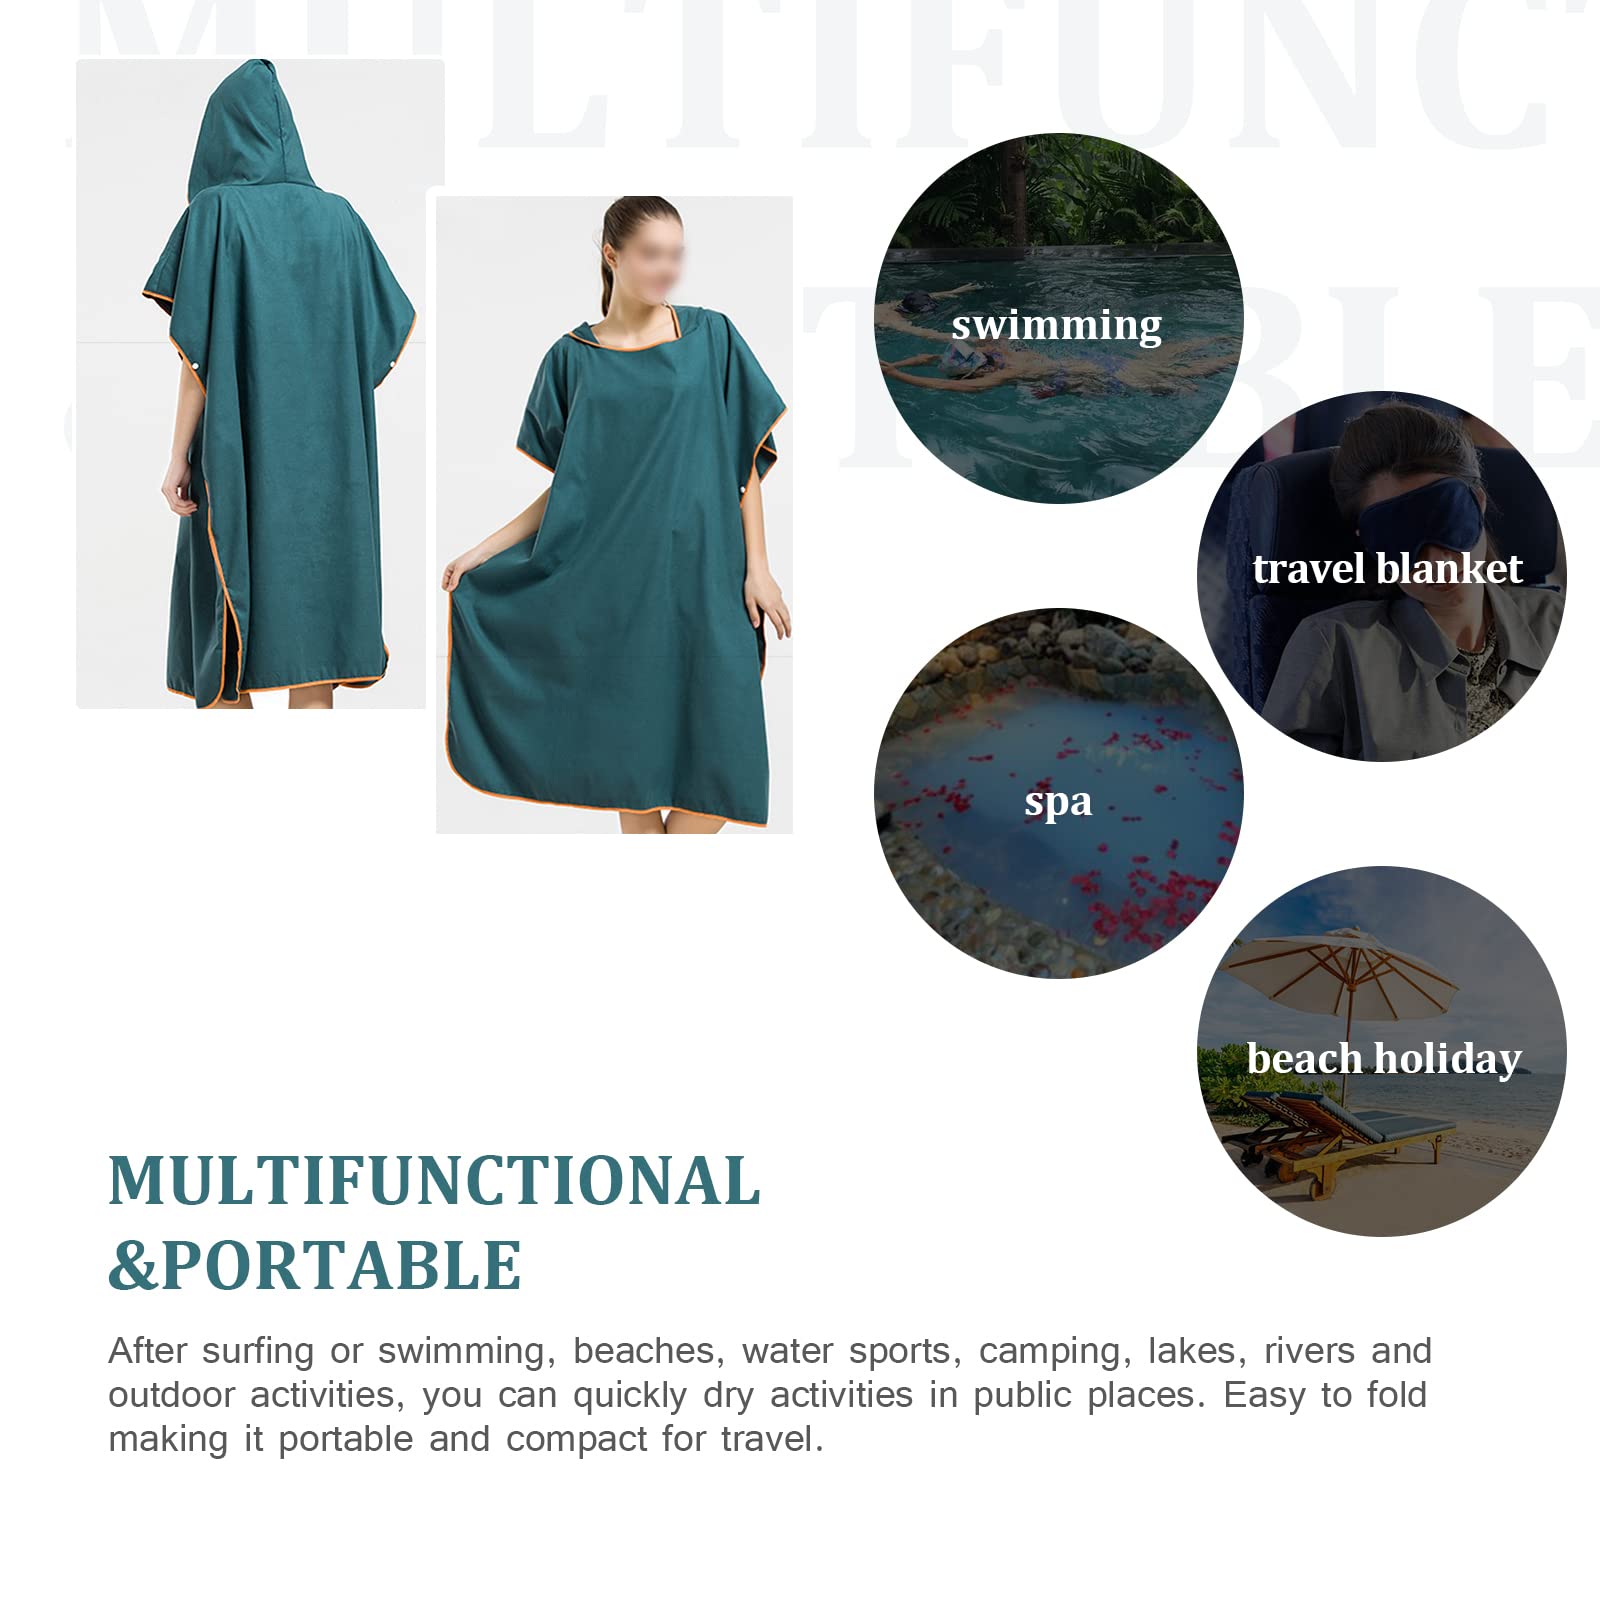 MULTIFUNCT
swimming
travel blanket
spa
beach holiday
MULTIFUNCTIONAL
&PORTABLE
After surfing or swimming, beaches, water sports, camping, lakes, rivers and
outdoor activities, you can quickly dry activities in public places. Easy to fold
making it portable and compact for travel.